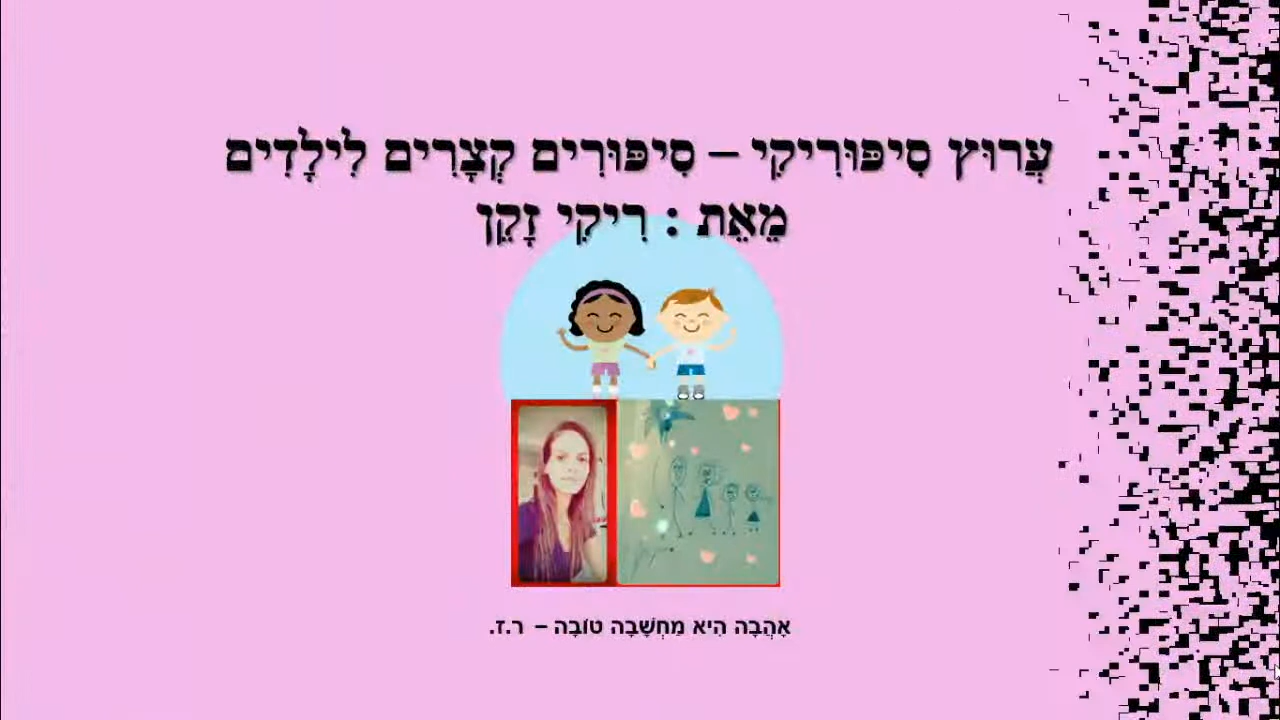 עֲרוּץ סִיפּוּרִיקִי – סִיפּוּרִים קְצָרִים לִילָדִים
מֵאֵת : רִיקִי זָקֵן
אַהֲבָה הִיא מַחְשָׁבָה טוֹבָה – ר.ז.